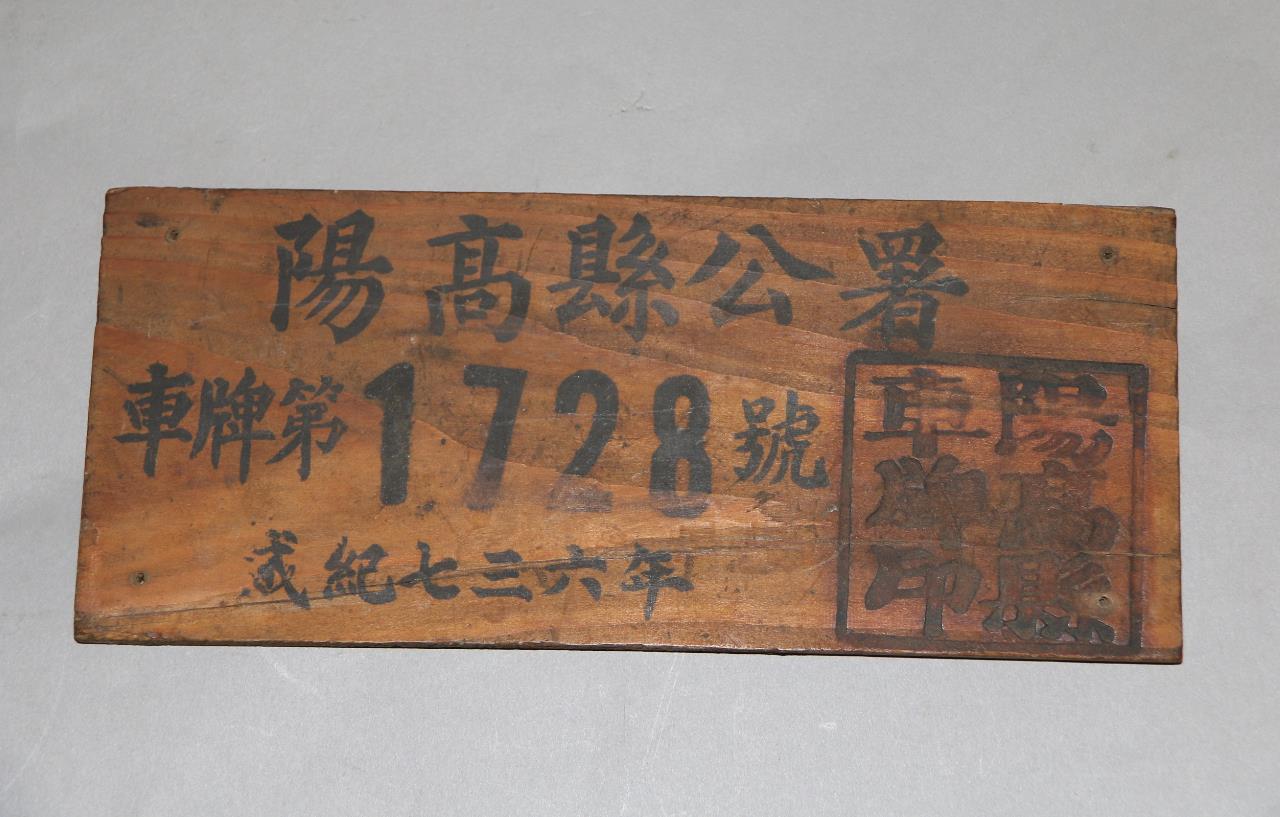 陽高縣公署
車牌第1728號
成紀七三六年
陽高縣
車牌印